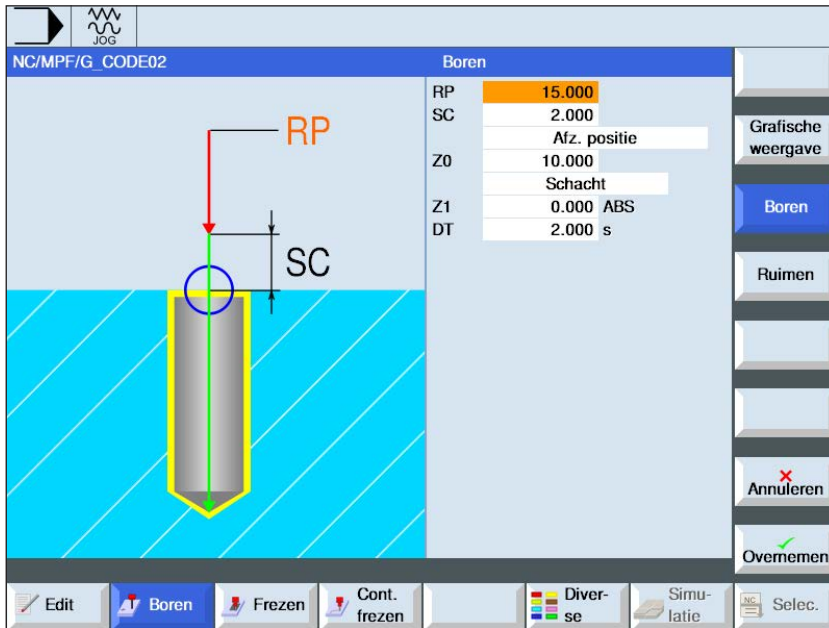 JOG
NC/MPF/G_CODE02
Boren
RP
SC
RP 15.000
SC 2.000
Afz. positie
Z0 10.000
Schacht
Z1 0.000 ABS
DT 2.000 s
Grafische
weergave
Boren
Ruimen
Annuleren
Overnemen
Edit
Boren
Frezen
Cont.
frezen
Diver-
se
Simu-
latie
NC
Selec.